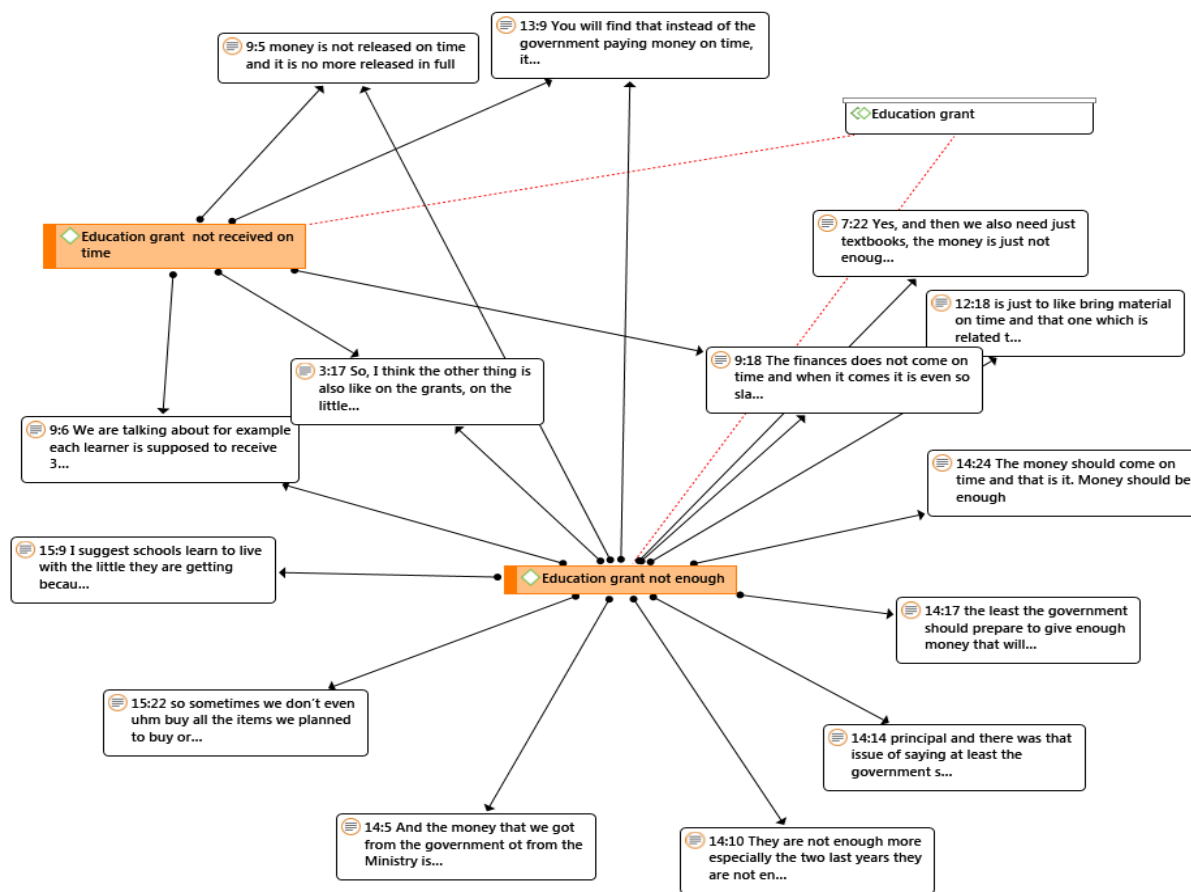 9:5 money is not released on time
and it is no more released in full
13:9 You will find that instead of the
government paying money on time,
it...
Education grant
Education grant  not received on
time
7:22 Yes, and then we also need just
textbooks, the money is just not
enoug...
12:18 is just to like bring material
on time and that one which is
related t...
3:17 So, I think the other thing is
also like on the grants, on the
little...
9:18 The finances does not come on
time and when it comes it is even so
sla...
9:6 We are talking about for example
each learner is supposed to receive
3...
14:24 The money should come on
time and that is it. Money should be
enough
15:9 I suggest schools learn to live
with the little they are getting
becau...
Education grant not enough
14:17 the least the government
should prepare to give enough
money that will...
15:22 so sometimes we don't even
uhm buy all the items we planned
to buy or...
14:14 principal and there was that
issue of saying at least the
government s...
14:5 And the money that we got
from the government ot from the
Ministry is...
14:10 They are not enough more
especially the two last years they
are not en...